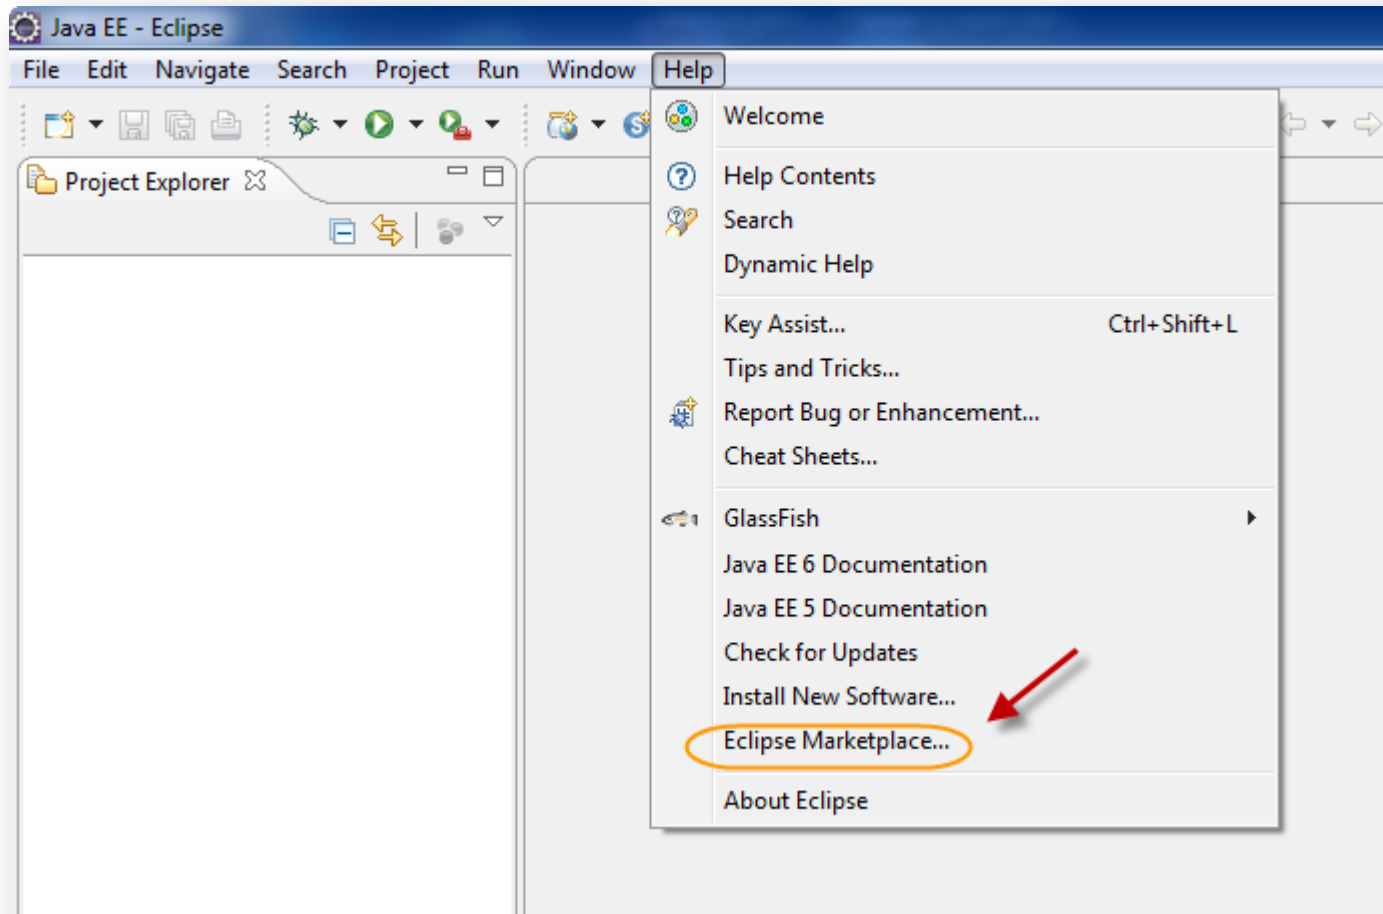 Java EE - Eclipse
File Edit Navigate Search Project Run Window Help
Project Explorer
Welcome
Help Contents
Search
Dynamic Help
Key Assist... Ctrl+Shift+L
Tips and Tricks...
Report Bug or Enhancement...
Cheat Sheets...
GlassFish
Java EE 6 Documentation
Java EE 5 Documentation
Check for Updates
Install New Software...
Eclipse Marketplace...
About Eclipse